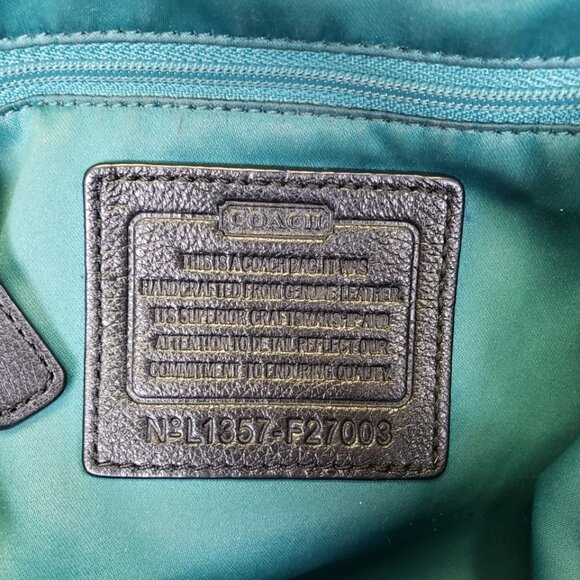 COACH
THIS IS A COACH BAG. IT WAS
HANDCRAFTED FROM GENUINE LEATHER.
ITS SUPERIOR CRAFTSMANSHIP AND
ATTENTION TO DETAIL REFLECT OUR
COMMITMENT TO ENDURING QUALITY.
Nº L1357-F27003